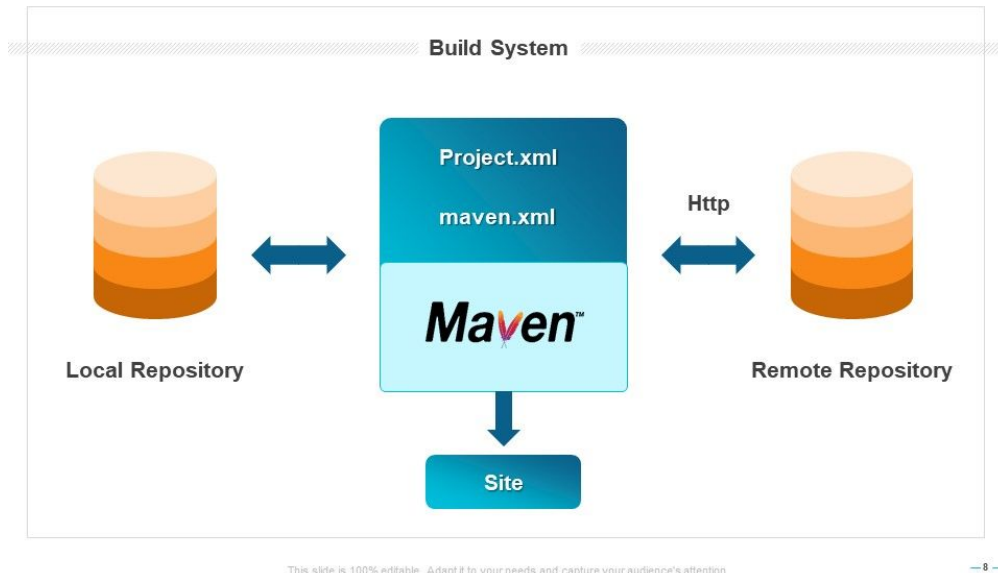 Build System
Project.xml
maven.xml
Http
Maven™
Local Repository
Remote Repository
Site
This slide is 100% editable. Adapt it to your needs and capture your audience's attention.
8